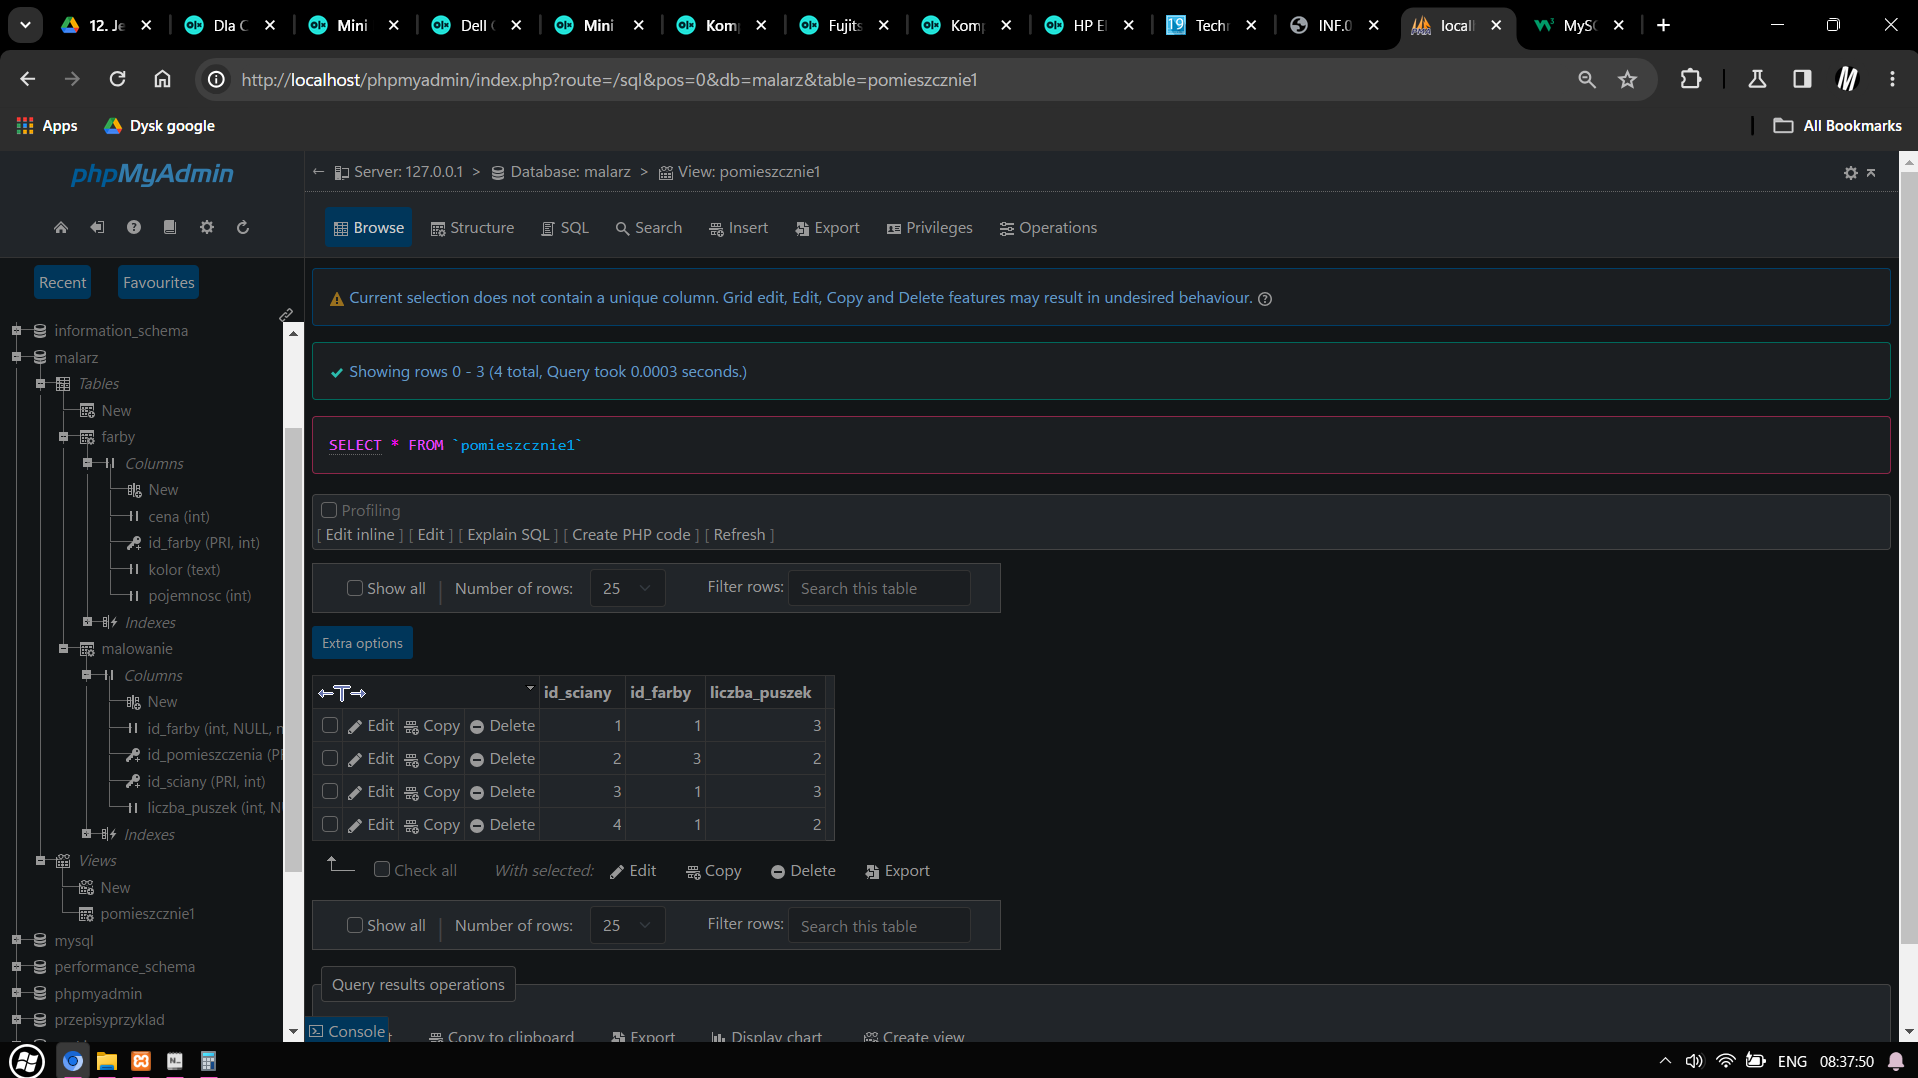 12. Je
Dla C
Mini
Dell (
Mini
Komp
Fujits
Komp
HP El
Techn
INF.0
local
MySQ
http://localhost/phpmyadmin/index.php?route=/sql&pos=0&db=malarz&table=pomieszcznie1
Apps
Dysk google
All Bookmarks
phpMyAdmin
Recent
Favourites
information_schema
malarz
Tables
New
farby
Columns
New
cena (int)
id_farby (PRI, int)
kolor (text)
pojemnosc (int)
Indexes
malowanie
Columns
New
id_farby (int, NULL, n
id_pomieszczenia (PR
id_sciany (PRI, int)
liczba_puszek (int, NU
Indexes
Views
New
pomieszcznie1
mysql
performance_schema
phpmyadmin
przepisyprzyklad
Server: 127.0.0.1 > Database: malarz > View: pomieszcznie1
Browse Structure SQL Search Insert Export Privileges Operations
Current selection does not contain a unique column. Grid edit, Edit, Copy and Delete features may result in undesired behaviour.
Showing rows 0 - 3 (4 total, Query took 0.0003 seconds.)
SELECT * FROM `pomieszcznie1`
Profiling
[ Edit inline ] [ Edit ] [ Explain SQL ] [ Create PHP code ] [ Refresh ]
Show all Number of rows: 25 Filter rows: Search this table
Extra options
id_sciany id_farby liczba_puszek
Edit Copy Delete 1 1 3
Edit Copy Delete 2 3 2
Edit Copy Delete 3 1 3
Edit Copy Delete 4 1 2
Check all With selected: Edit Copy Delete Export
Show all Number of rows: 25 Filter rows: Search this table
Query results operations
Console
Copy to clipboard Export Display chart Create view
ENG 08:37:50